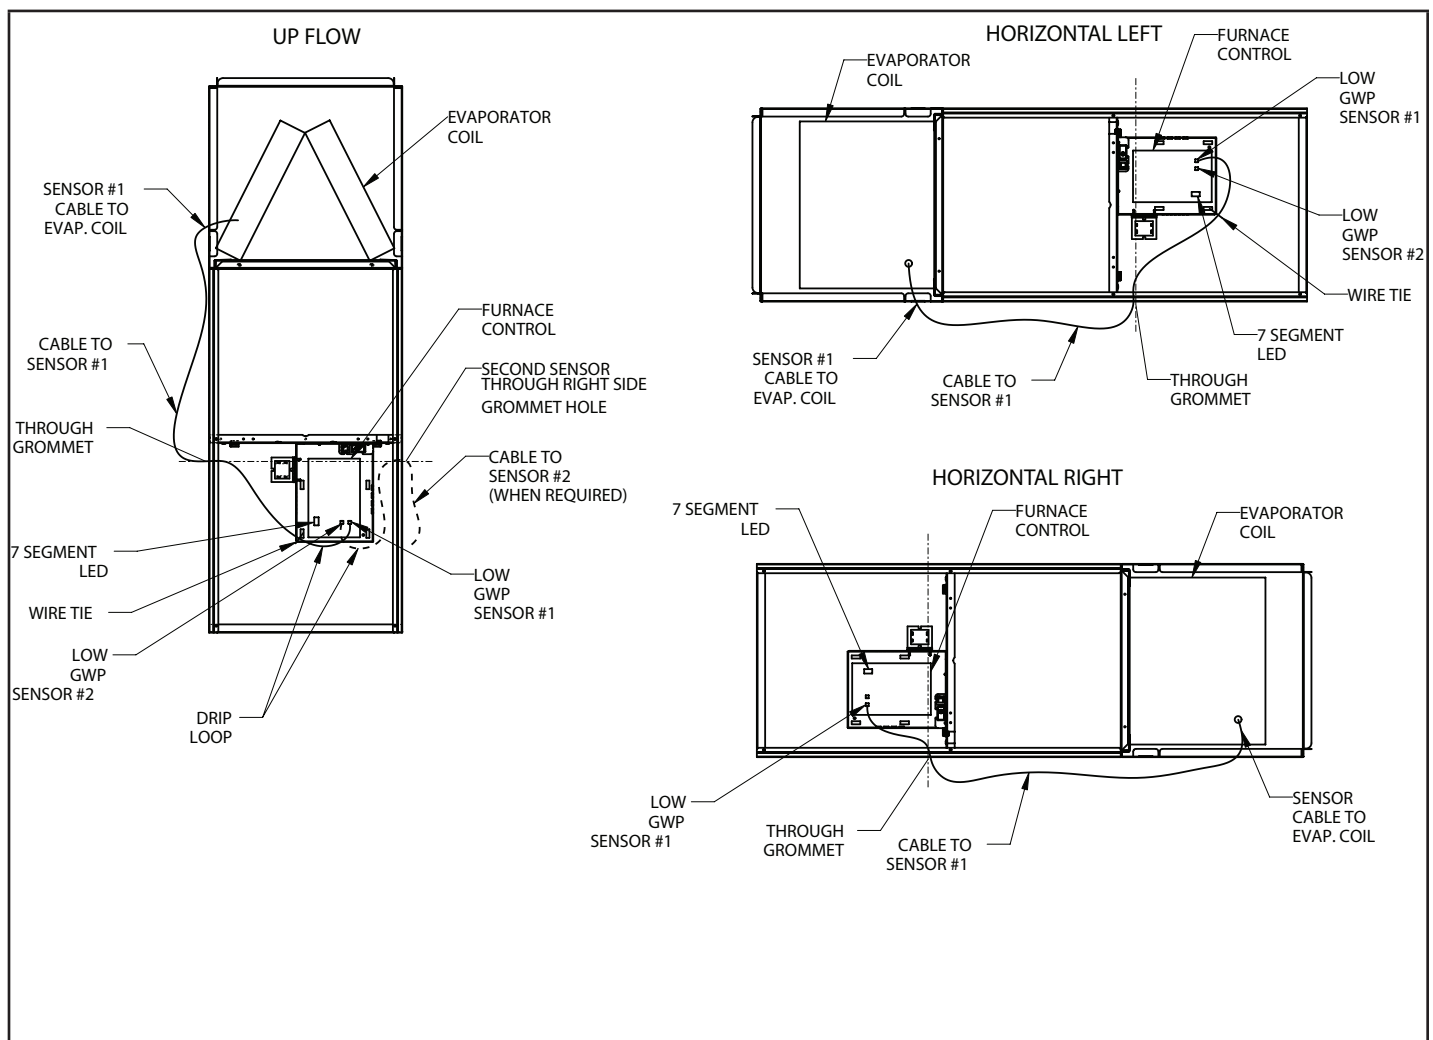 UP FLOW
EVAPORATOR
COIL
SENSOR #1
CABLE TO
EVAP. COIL
FURNACE
CONTROL
CABLE TO
SENSOR #1
SECOND SENSOR
THROUGH RIGHT SIDE
GROMMET HOLE
THROUGH
GROMMET
CABLE TO
SENSOR #2
(WHEN REQUIRED)
7 SEGMENT
LED
LOW
GWP
SENSOR #1
WIRE TIE
LOW
GWP
SENSOR #2
DRIP
LOOP
HORIZONTAL LEFT
EVAPORATOR
COIL
FURNACE
CONTROL
LOW
GWP
SENSOR #1
LOW
GWP
SENSOR #2
WIRE TIE
7 SEGMENT
LED
SENSOR #1
CABLE TO
EVAP. COIL
CABLE TO
SENSOR #1
THROUGH
GROMMET
HORIZONTAL RIGHT
7 SEGMENT
LED
FURNACE
CONTROL
EVAPORATOR
COIL
LOW
GWP
SENSOR #1
THROUGH
GROMMET
CABLE TO
SENSOR #1
SENSOR
CABLE TO
EVAP. COIL